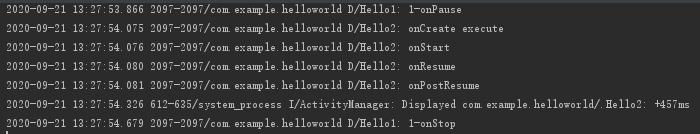 2020-09-21 13:27:53.866 2097-2097/com.example.helloworld D/Hello1: 1-onPause
2020-09-21 13:27:54.075 2097-2097/com.example.helloworld D/Hello2: onCreate execute
2020-09-21 13:27:54.076 2097-2097/com.example.helloworld D/Hello2: onStart
2020-09-21 13:27:54.080 2097-2097/com.example.helloworld D/Hello2: onResume
2020-09-21 13:27:54.081 2097-2097/com.example.helloworld D/Hello2: onPostResume
2020-09-21 13:27:54.326 612-635/system_process I/ActivityManager: Displayed com.example.helloworld/.Hello2: +457ms
2020-09-21 13:27:54.679 2097-2097/com.example.helloworld D/Hello1: 1-onStop